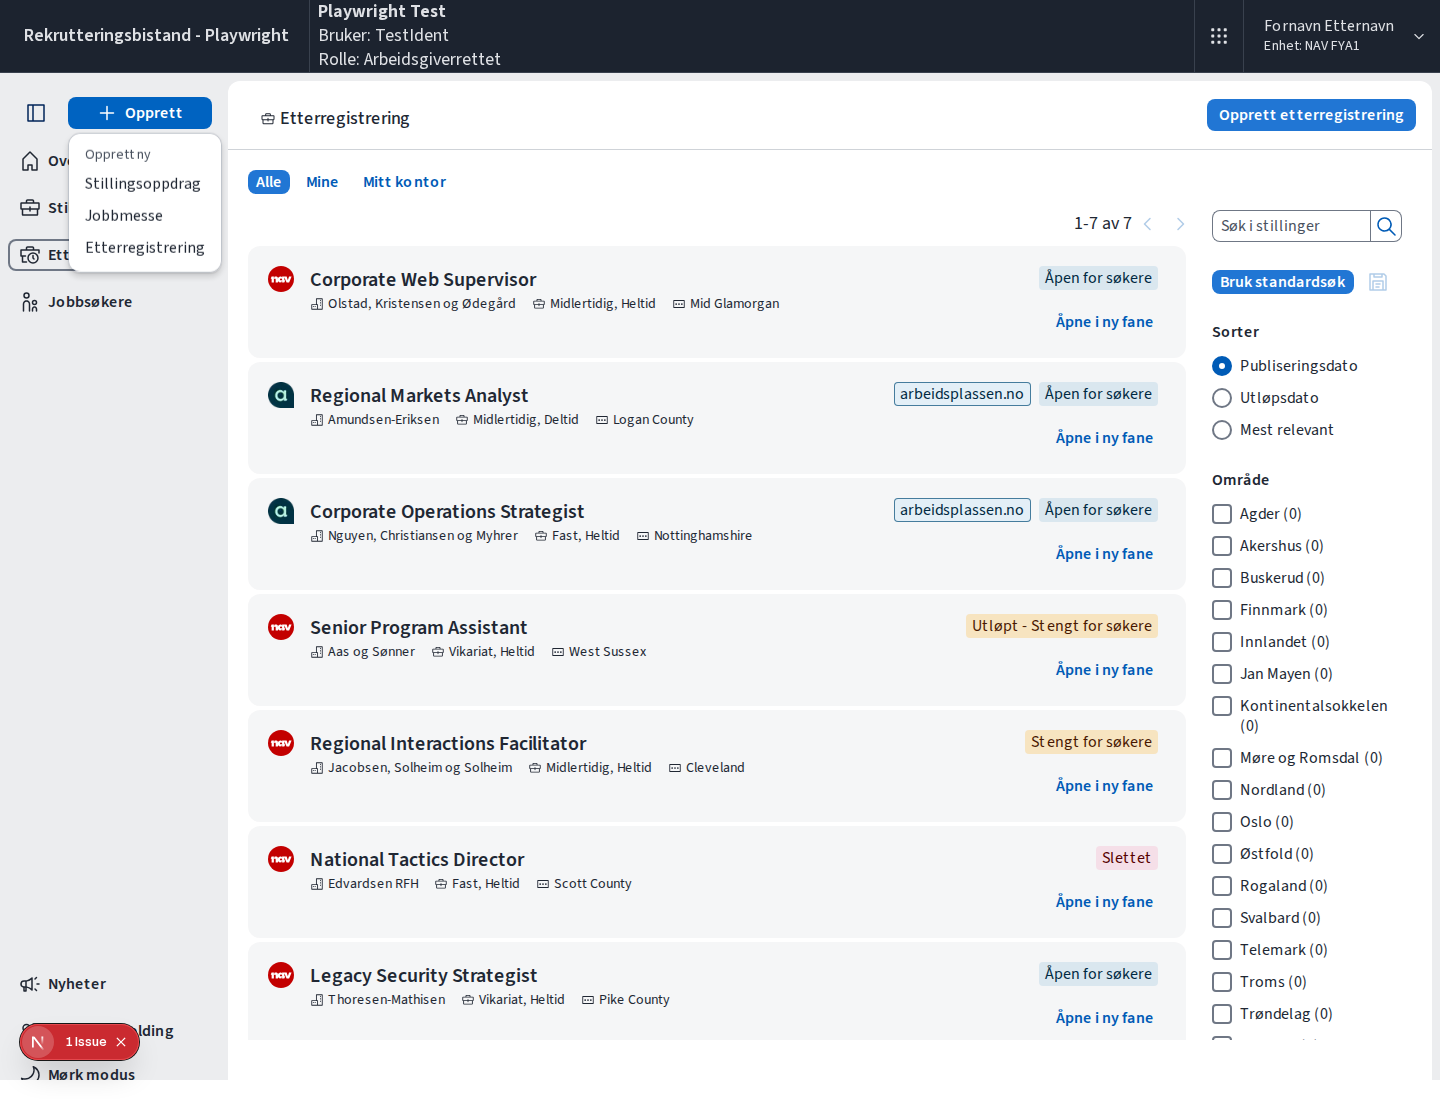 Rekrutteringsbistand - Playwright
Playwright Test
Bruker: TestIdent
Rolle: Arbeidsgiverrettet
Fornavn Etternavn
Enhet: NAV FYA1
Opprett
Opprett ny
Stillingsoppdrag
Jobbmesse
Etterregistrering
Jobbsøkere
Nyheter
Mørk modus
1 Issue
Etterregistrering
Opprett etterregistrering
Alle
Mine
Mitt kontor
1-7 av 7
Corporate Web Supervisor
Olstad, Kristensen og Ødegård
Midlertidig, Heltid
Mid Glamorgan
Åpen for søkere
Åpne i ny fane
nav
Regional Markets Analyst
Amundsen-Eriksen
Midlertidig, Deltid
Logan County
arbeidsplassen.no
Åpen for søkere
Åpne i ny fane
a
Corporate Operations Strategist
Nguyen, Christiansen og Myhrer
Fast, Heltid
Nottinghamshire
arbeidsplassen.no
Åpen for søkere
Åpne i ny fane
a
Senior Program Assistant
Aas og Sønner
Vikariat, Heltid
West Sussex
Utløpt - Stengt for søkere
Åpne i ny fane
nav
Regional Interactions Facilitator
Jacobsen, Solheim og Solheim
Midlertidig, Heltid
Cleveland
Stengt for søkere
Åpne i ny fane
nav
National Tactics Director
Edvardsen RFH
Fast, Heltid
Scott County
Slettet
Åpne i ny fane
nav
Legacy Security Strategist
Thoresen-Mathisen
Vikariat, Heltid
Pike County
Åpen for søkere
Åpne i ny fane
nav
Søk i stillinger
Bruk standardsøk
Sorter
Publiseringsdato
Utløpsdato
Mest relevant
Område
Agder (0)
Akershus (0)
Buskerud (0)
Finnmark (0)
Innlandet (0)
Jan Mayen (0)
Kontinentalsokkelen
(0)
Møre og Romsdal (0)
Nordland (0)
Oslo (0)
Østfold (0)
Rogaland (0)
Svalbard (0)
Telemark (0)
Troms (0)
Trøndelag (0)